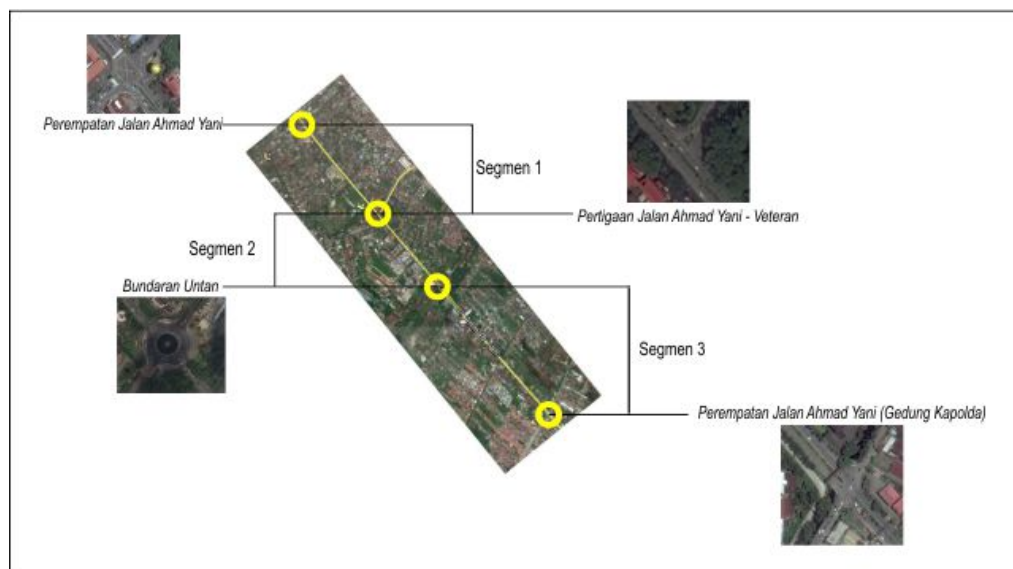 Perempatan Jalan Ahmad Yani
Segmen 1
Pertigaan Jalan Ahmad Yani - Veteran
Segmen 2
Bundaran Untan
Segmen 3
Perempatan Jalan Ahmad Yani (Gedung Kapolda)